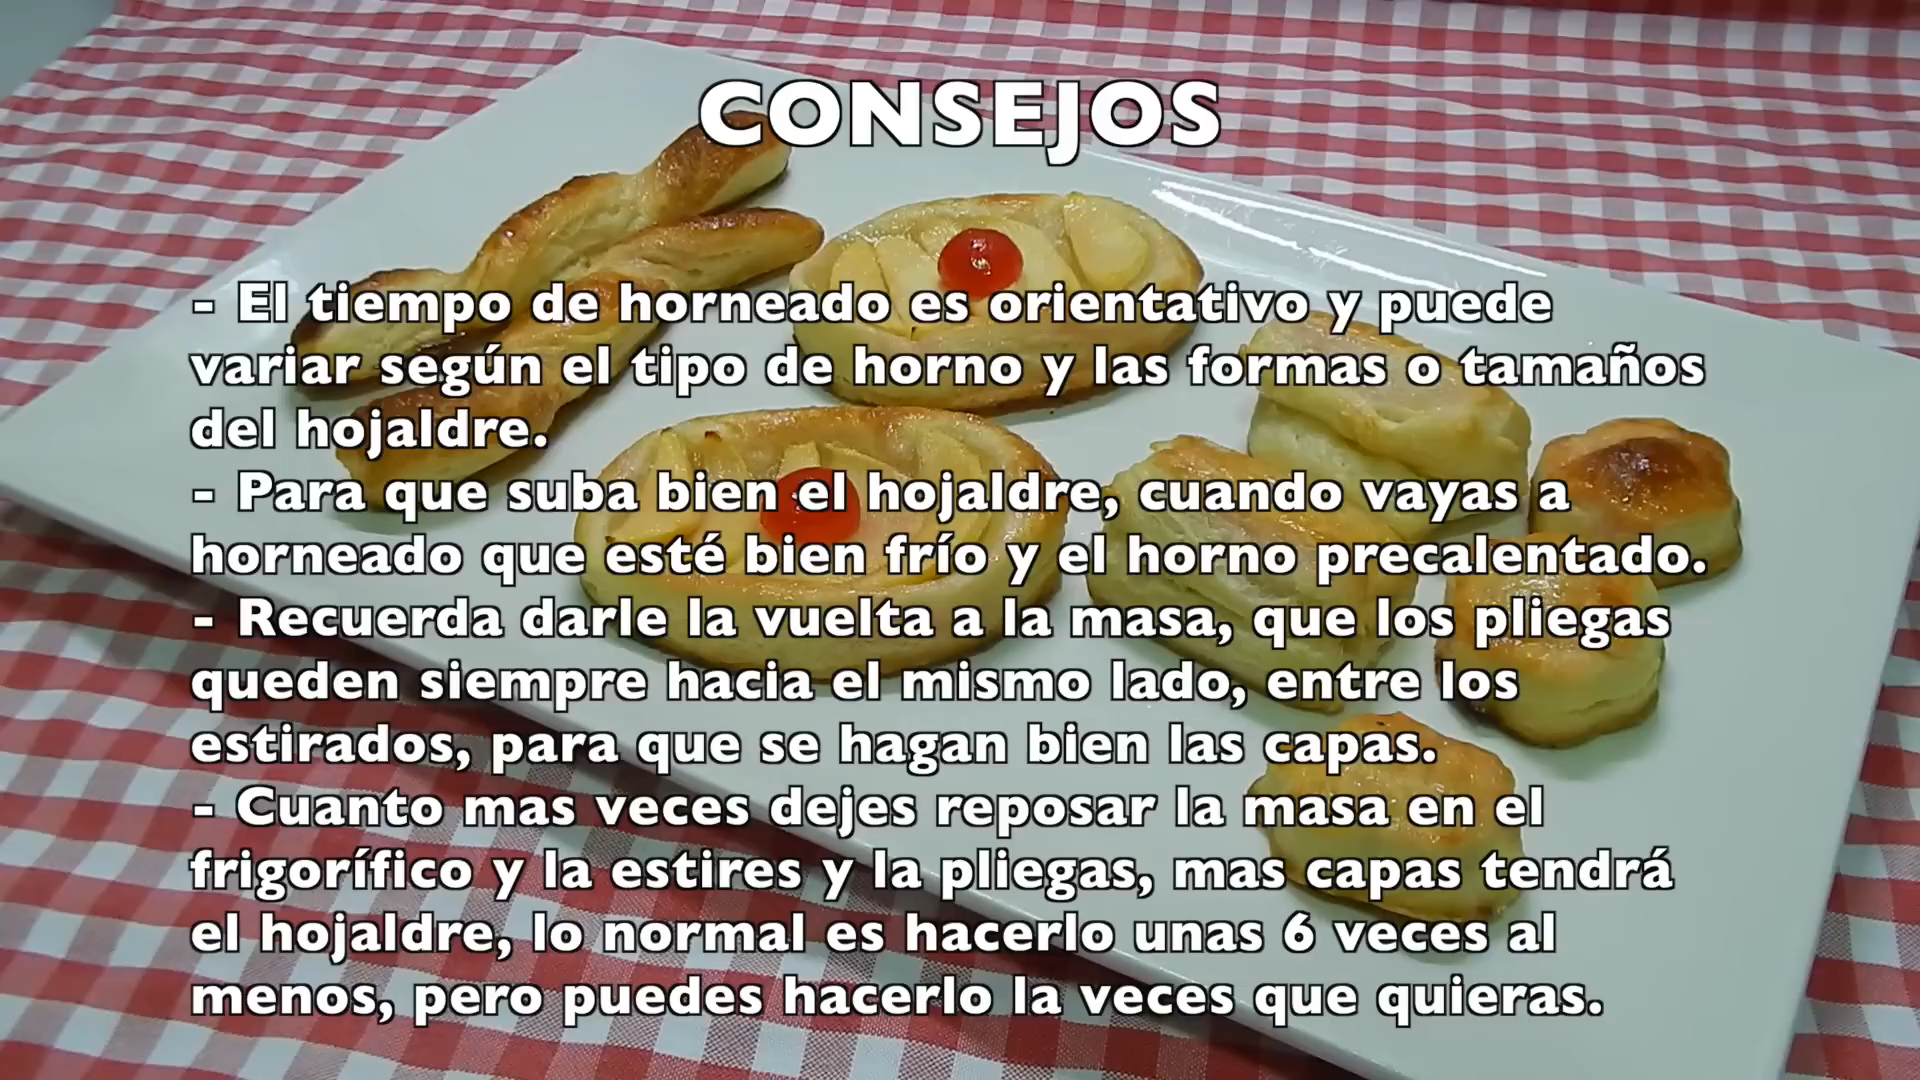 CONSEJOS
- El tiempo de horneado es orientativo y puede
variar según el tipo de horno y las formas o tamaños
del hojaldre.
- Para que suba bien el hojaldre, cuando vayas a
horneado que esté bien frío y el horno precalentado.
- Recuerda darle la vuelta a la masa, que los pliegas
queden siempre hacia el mismo lado, entre los
estirados, para que se hagan bien las capas.
- Cuanto mas veces dejes reposar la masa en el
frigorífico y la estires y la pliegas, mas capas tendrá
el hojaldre, lo normal es hacerlo unas 6 veces al
menos, pero puedes hacerlo la veces que quieras.